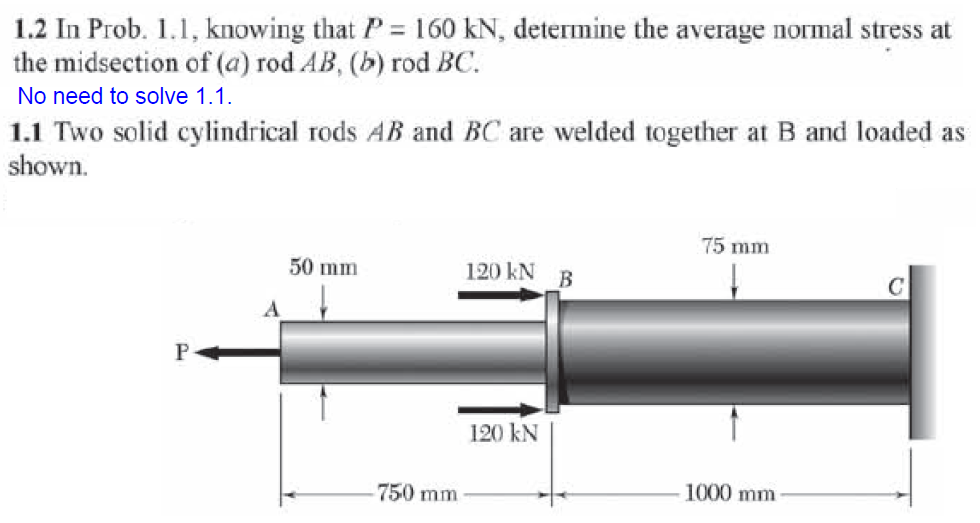 1.2 In Prob. 1.1, knowing that P = 160 kN, determine the average normal stress at
the midsection of (a) rod AB, (b) rod BC.
No need to solve 1.1.
1.1 Two solid cylindrical rods AB and BC are welded together at B and loaded as
shown.
75 mm
50 mm
120 kN
B
C
A
P
120 kN
750 mm
1000 mm